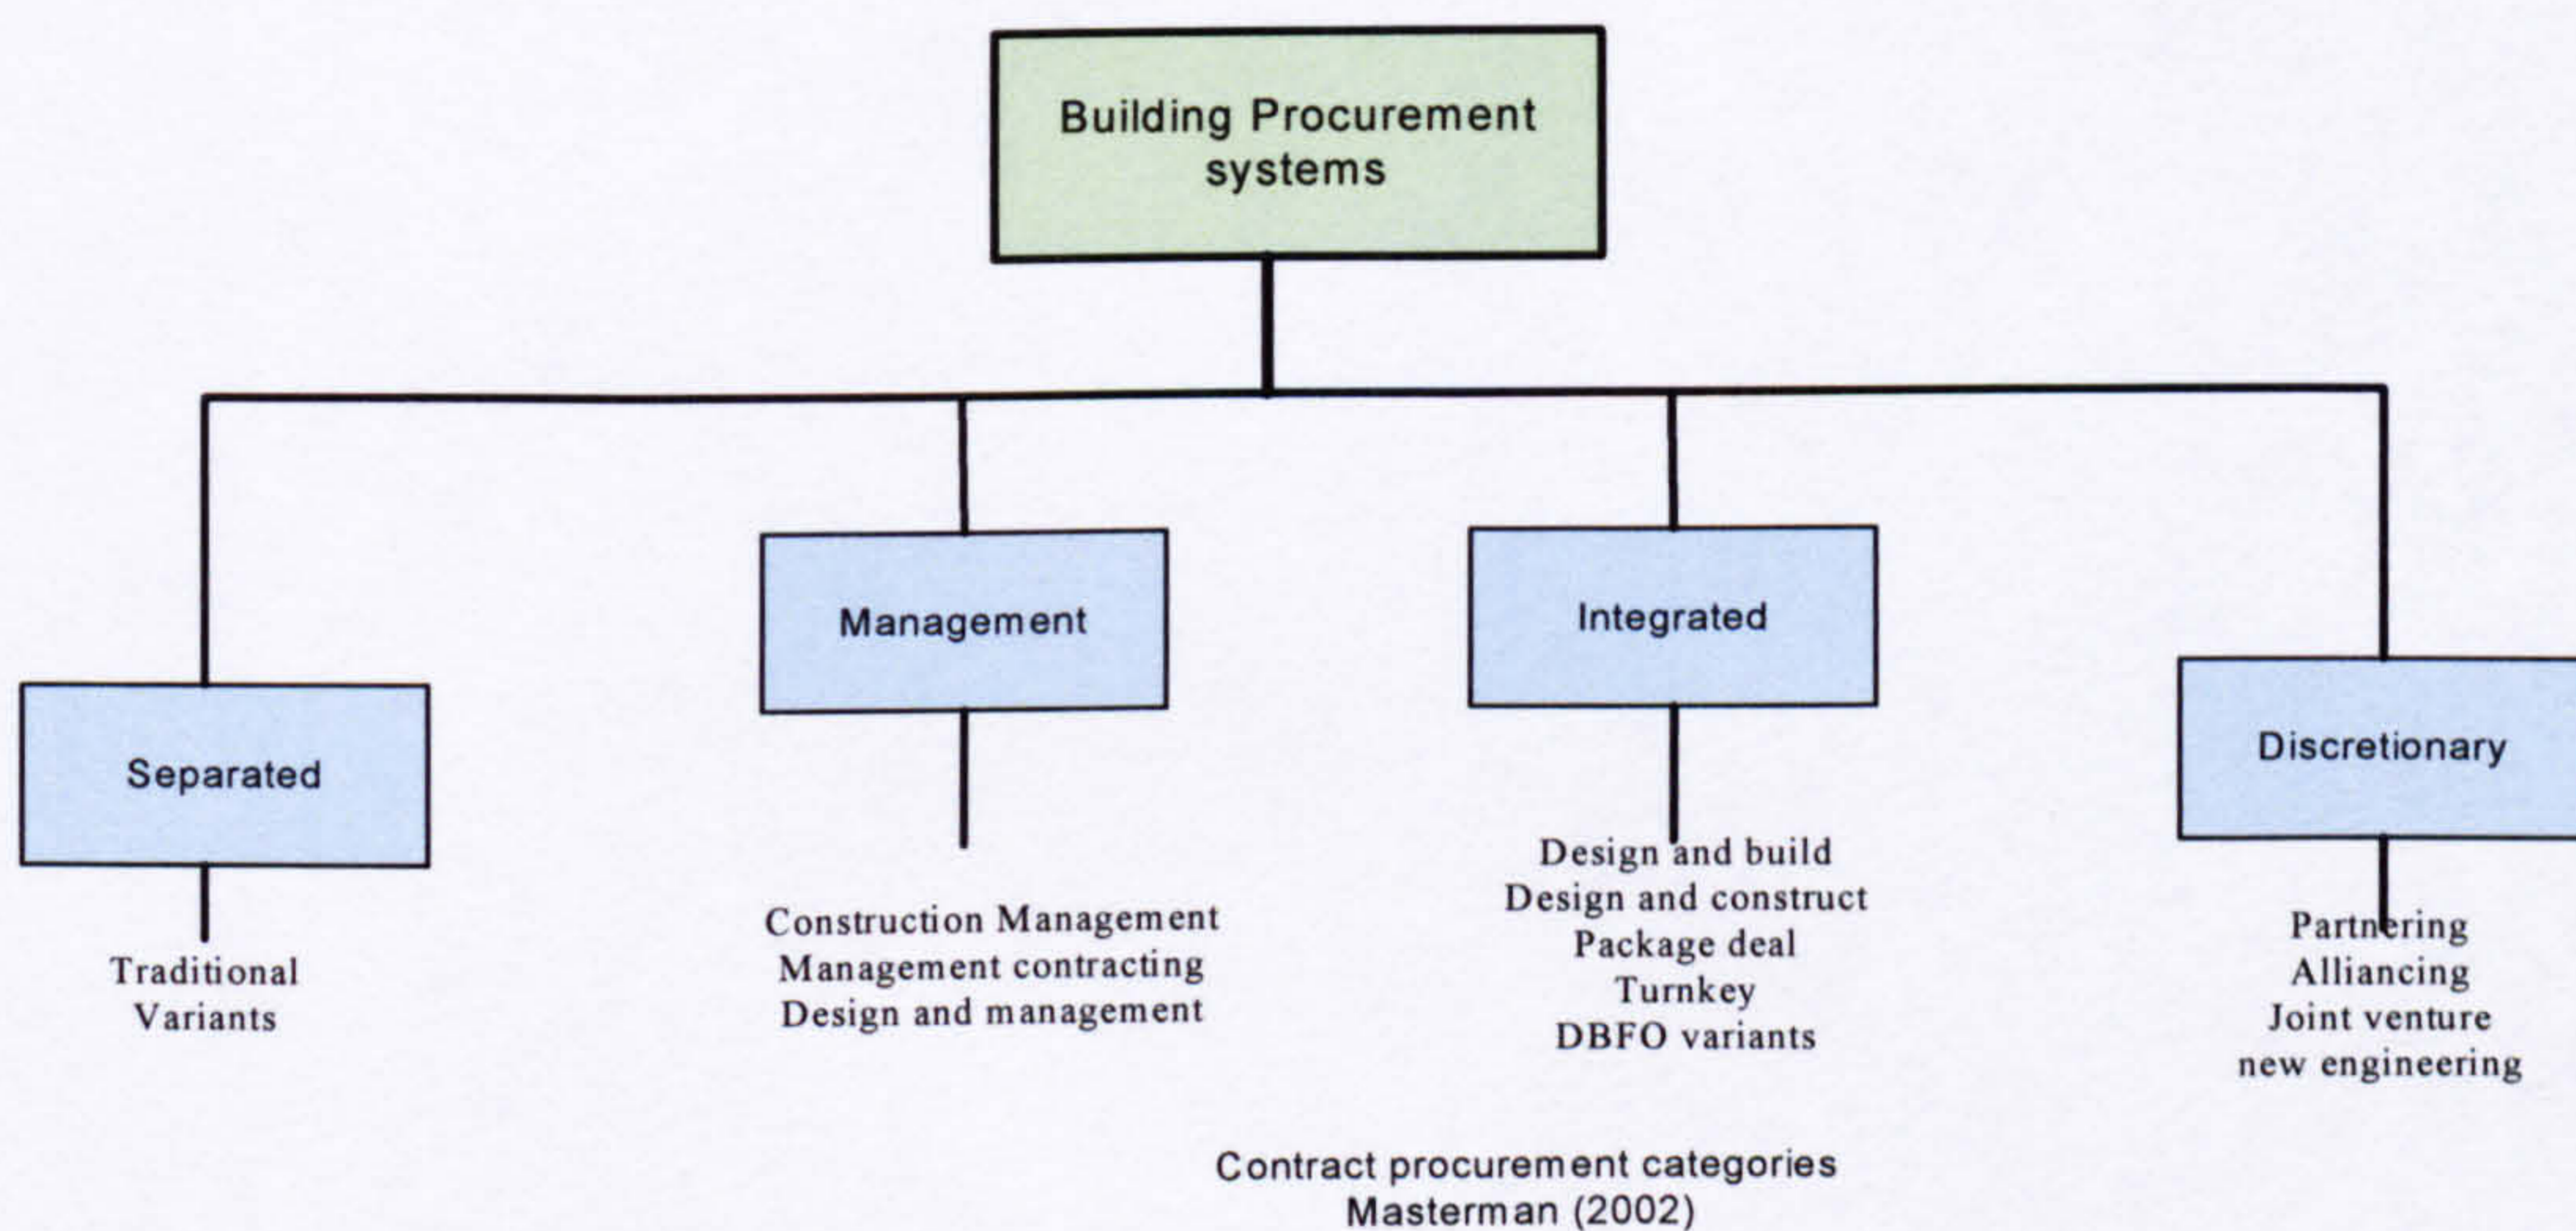 Building Procurement
systems
Separated
Traditional
Variants
Management
Construction Management
Management contracting
Design and management
Integrated
Design and build
Design and construct
Package deal
Turnkey
DBFO variants
Discretionary
Partnering
Alliancing
Joint venture
new engineering
Contract procurement categories
Masterman (2002)